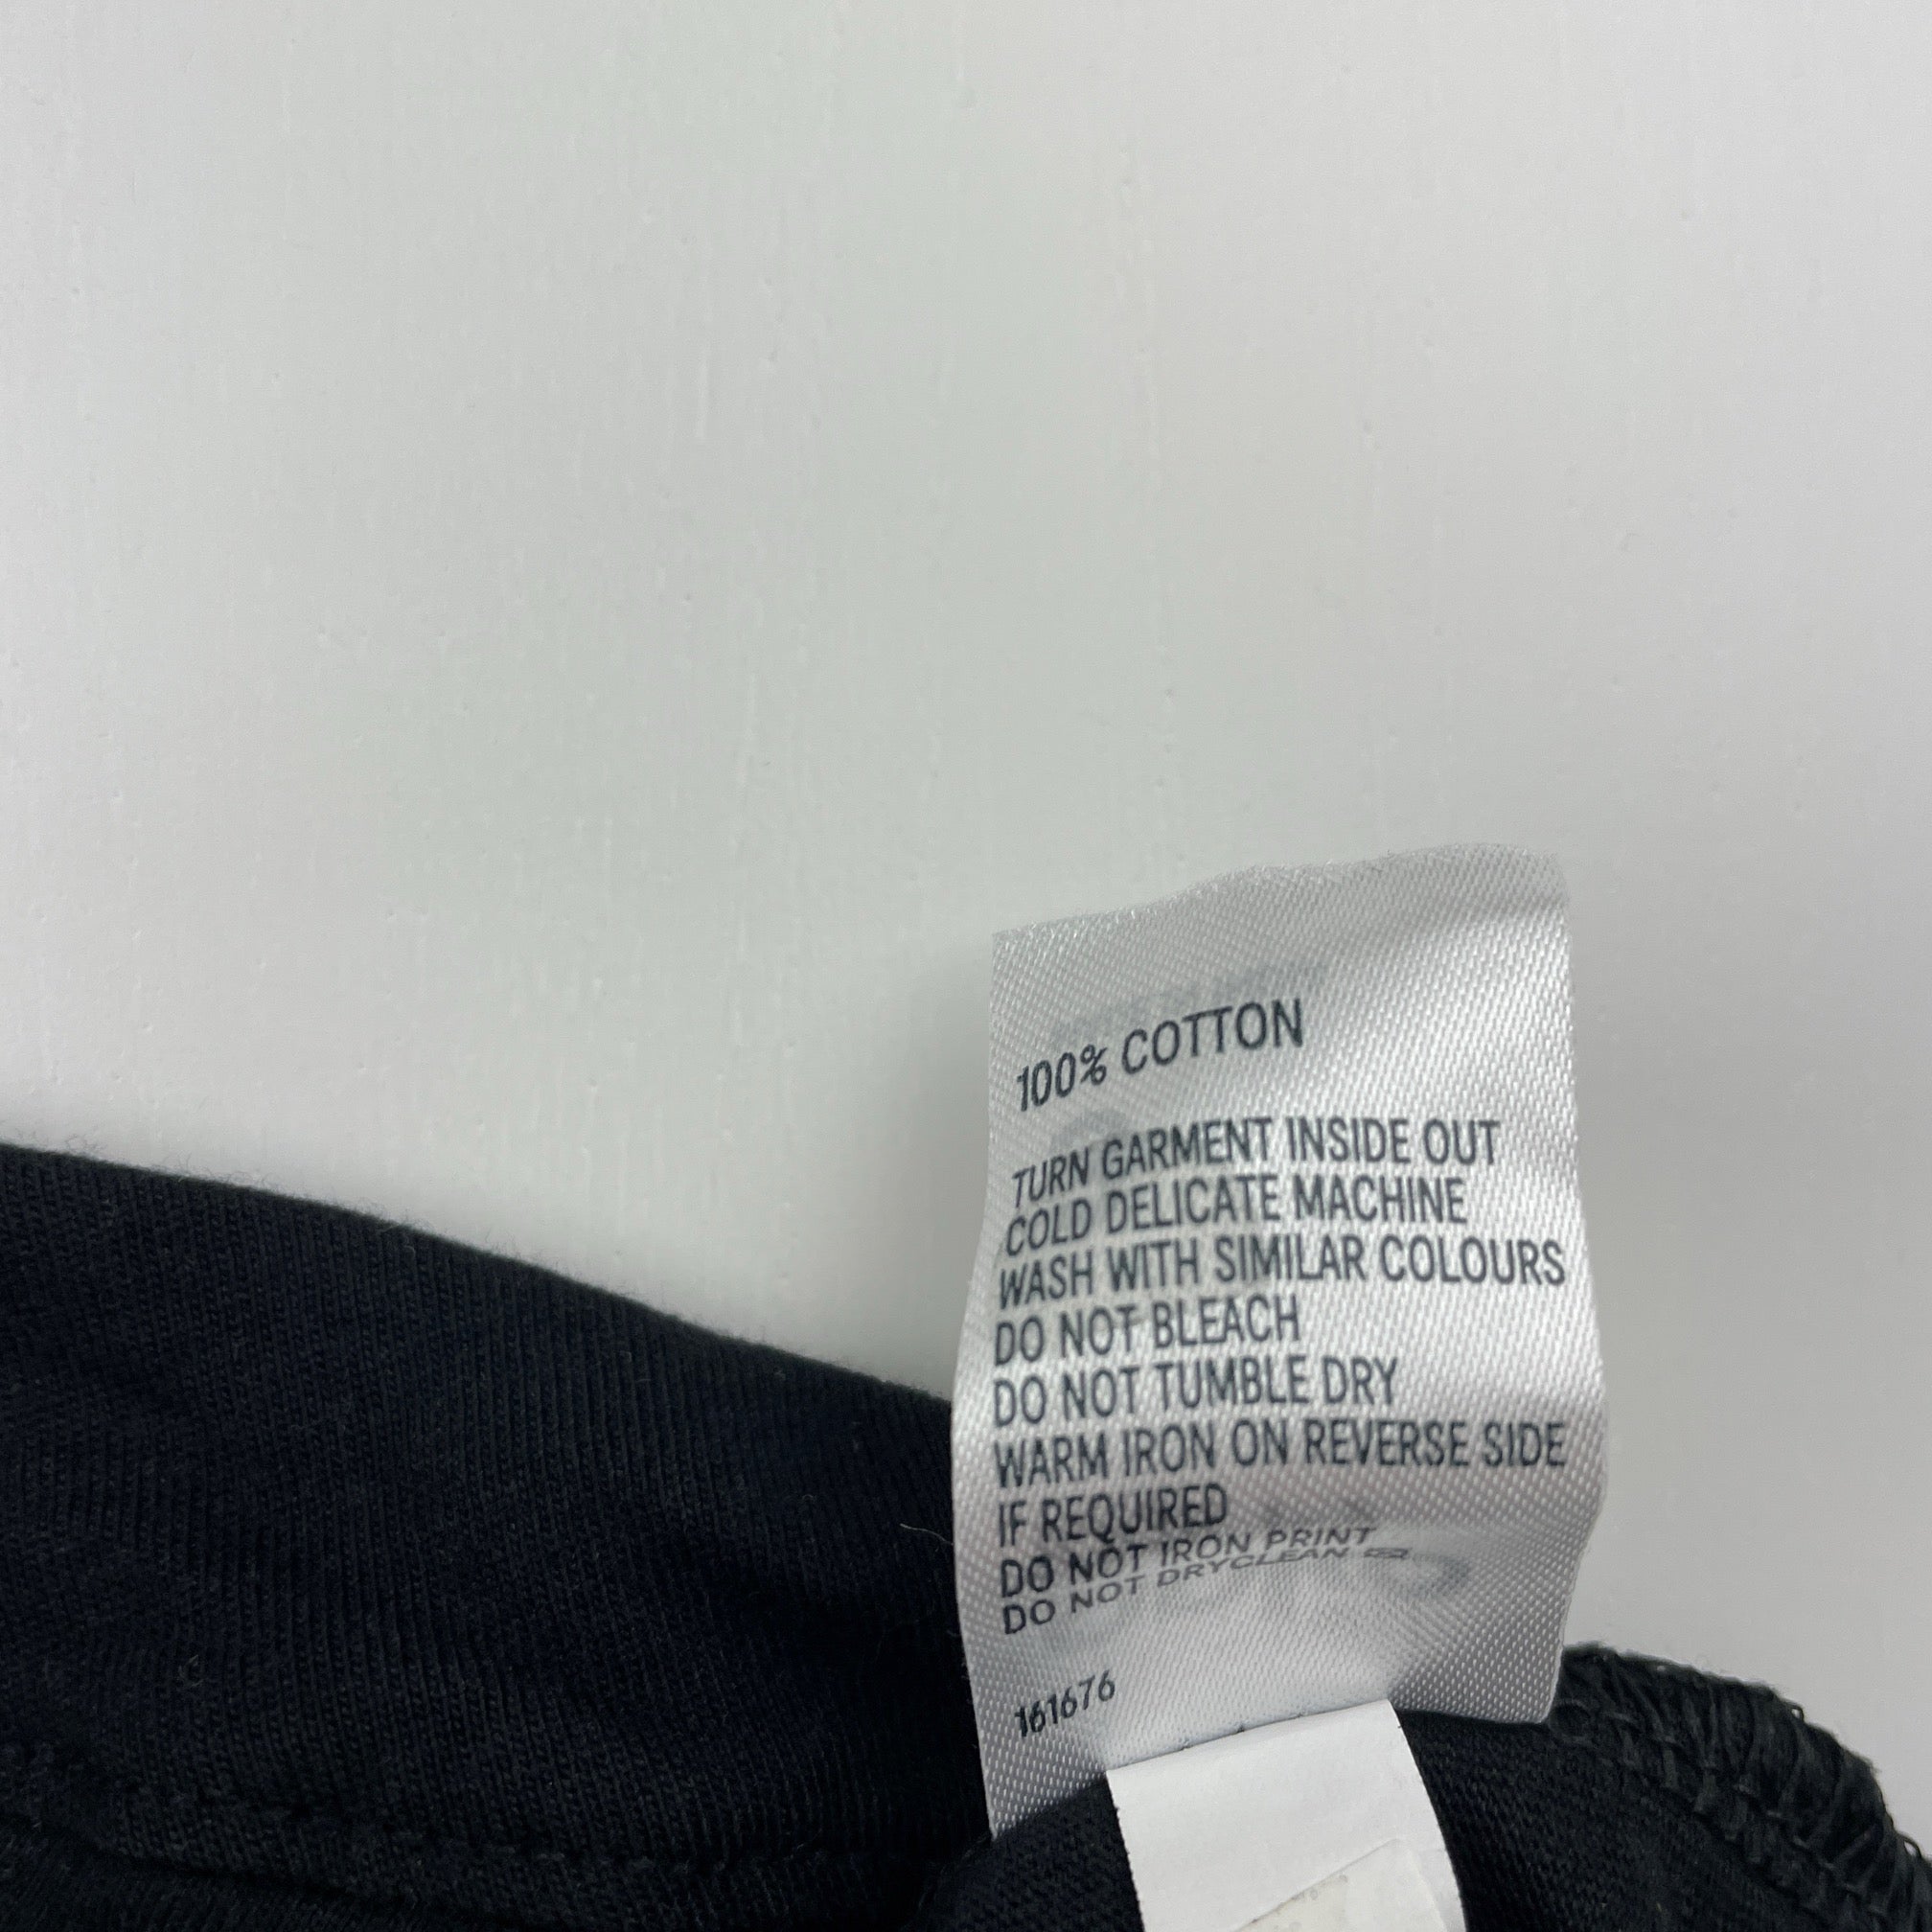 100% COTTON
TURN GARMENT INSIDE OUT
COLD DELICATE MACHINE
WASH WITH SIMILAR COLOURS
DO NOT BLEACH
DO NOT TUMBLE DRY
WARM IRON ON REVERSE SIDE
IF REQUIRED
DO NOT IRON PRINT
DO NOT DRYCLEAN
161676